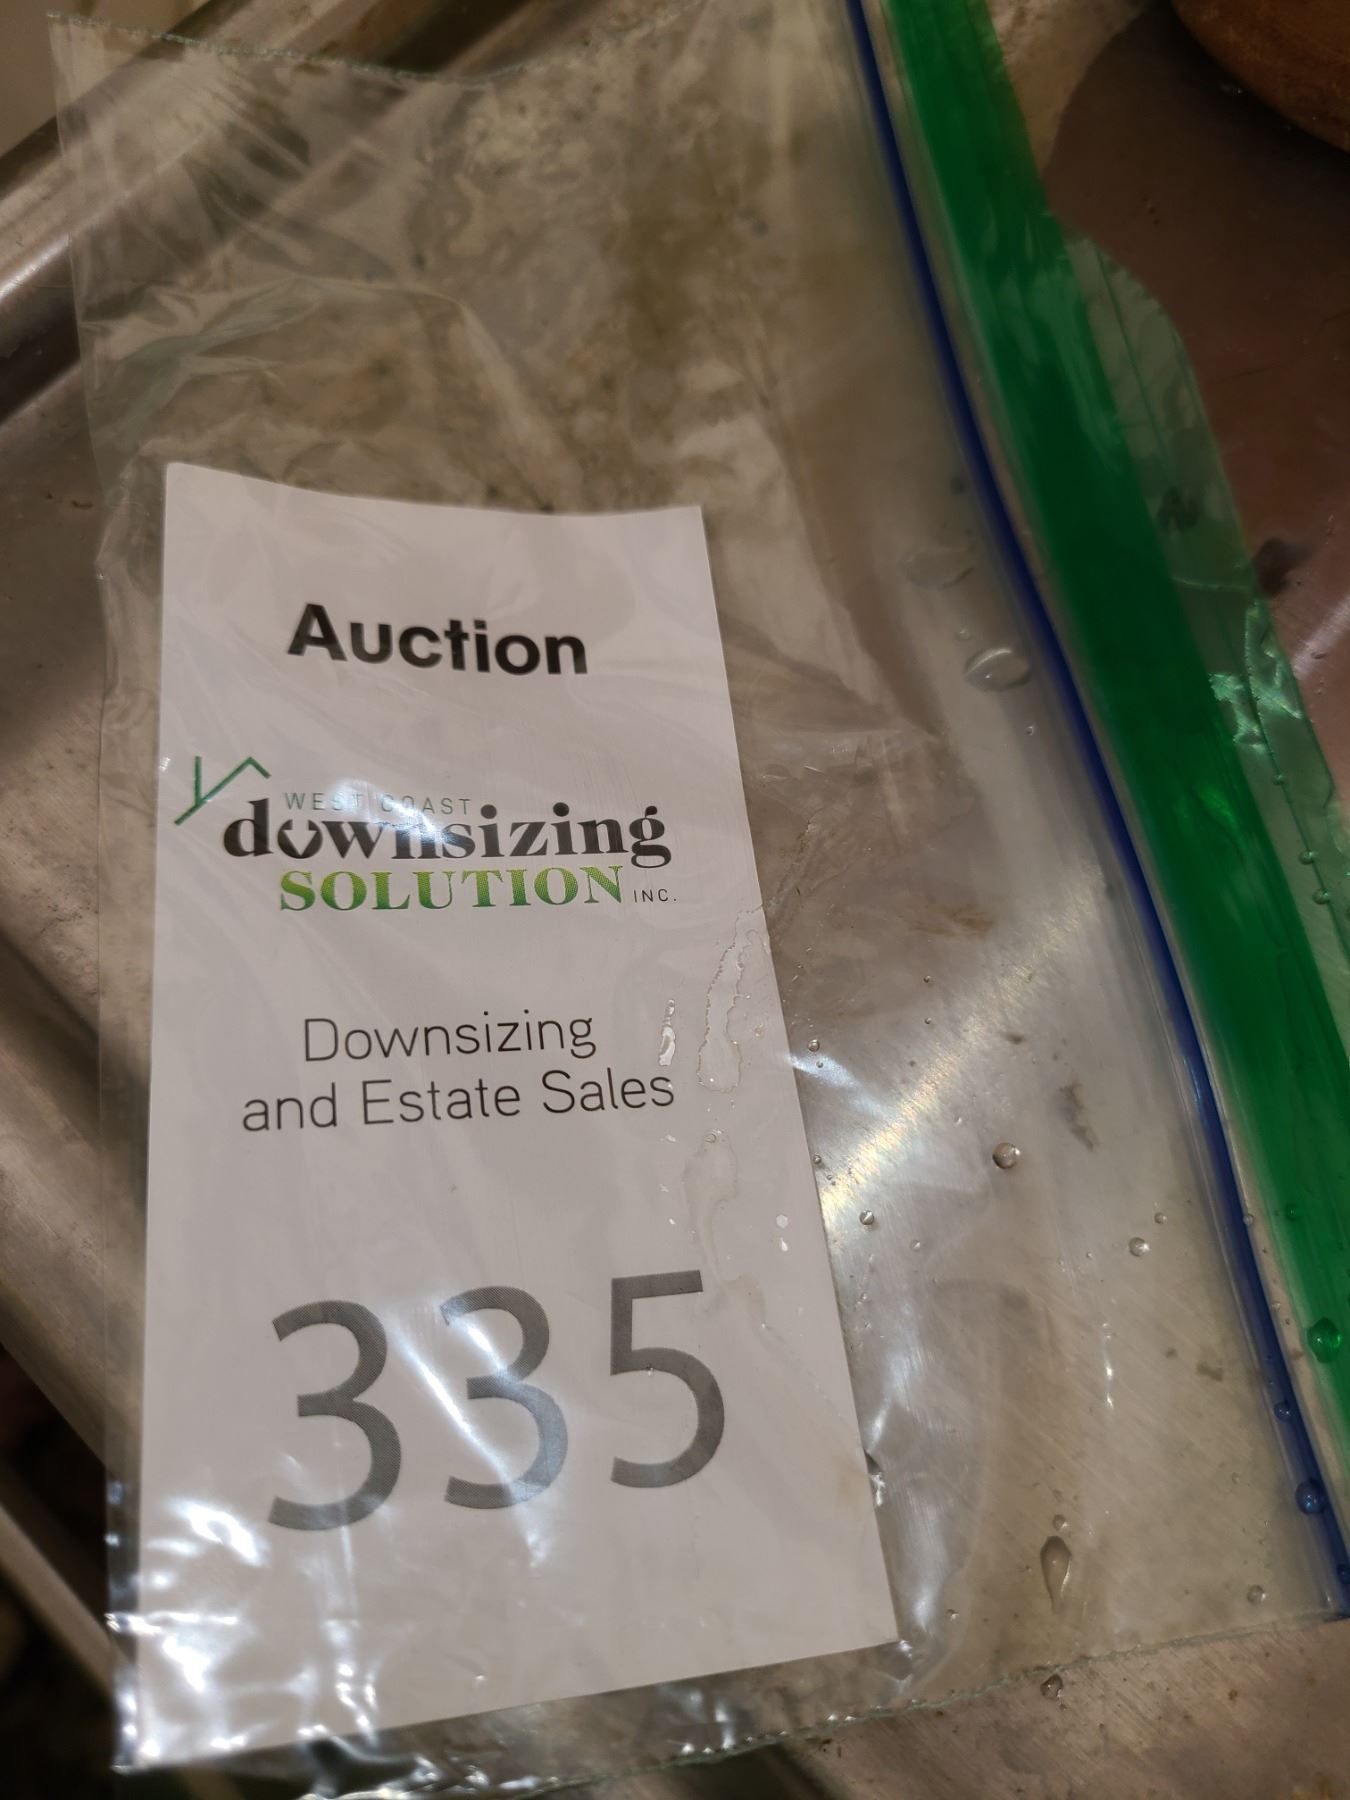 Auction
WEST COAST
downsizing
SOLUTION INC.
Downsizing
and Estate Sales
335